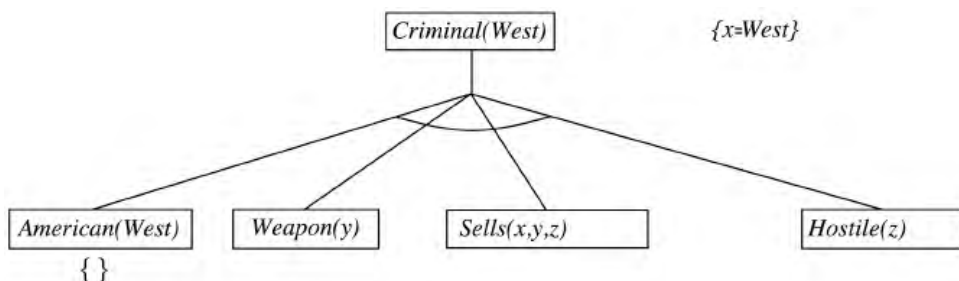 Criminal(West)
{x=West}
American(West)
Weapon(y)
Sells(x,y,z)
Hostile(z)
{ }